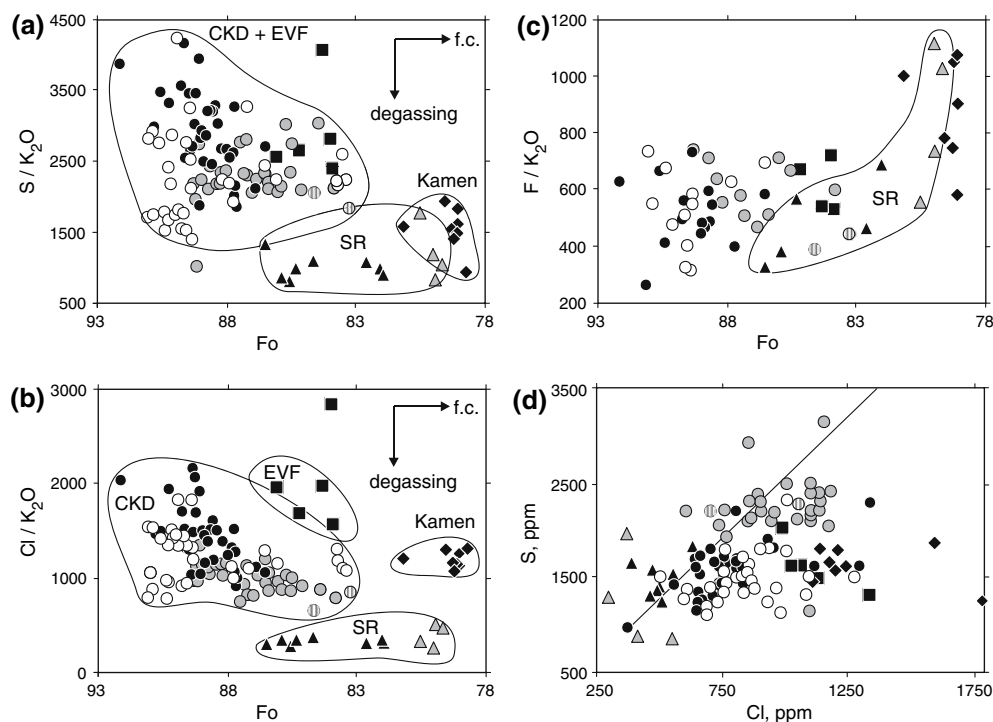 (a)
S / K₂O
4500
3500
2500
1500
500
CKD + EVF
f.c.
degassing
Kamen
SR
93
88
83
78
Fo
(c)
F / K₂O
1200
1000
800
600
400
200
SR
93
88
83
78
Fo
(b)
Cl / K₂O
3000
2000
1000
0
f.c.
degassing
EVF
CKD
Kamen
SR
93
88
83
78
Fo
(d)
S, ppm
3500
2500
1500
500
250
750
1250
1750
Cl, ppm